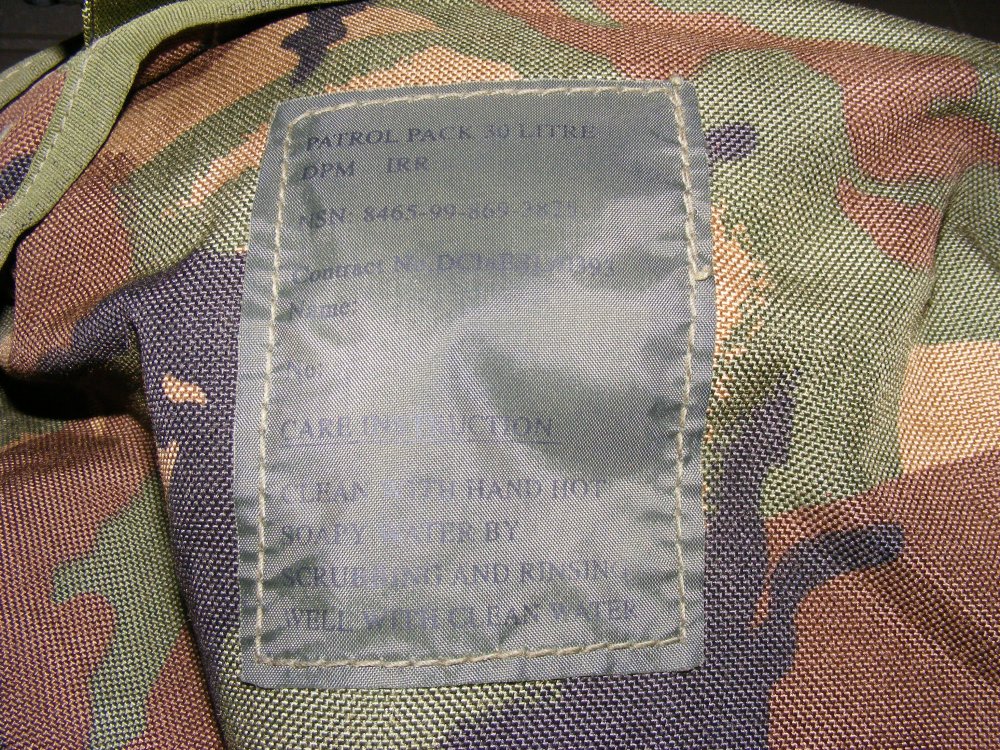 PATROL PACK 30 LITRE
DPM IRR
NSN: 8465-99-869-3825
Contract No
Name:
No:
CARE INSTRUCTION
CLEAN WITH HAND HOT
SOAPY WATER BY
SCRUBBING AND RINSING
WELL WITH CLEAN WATER